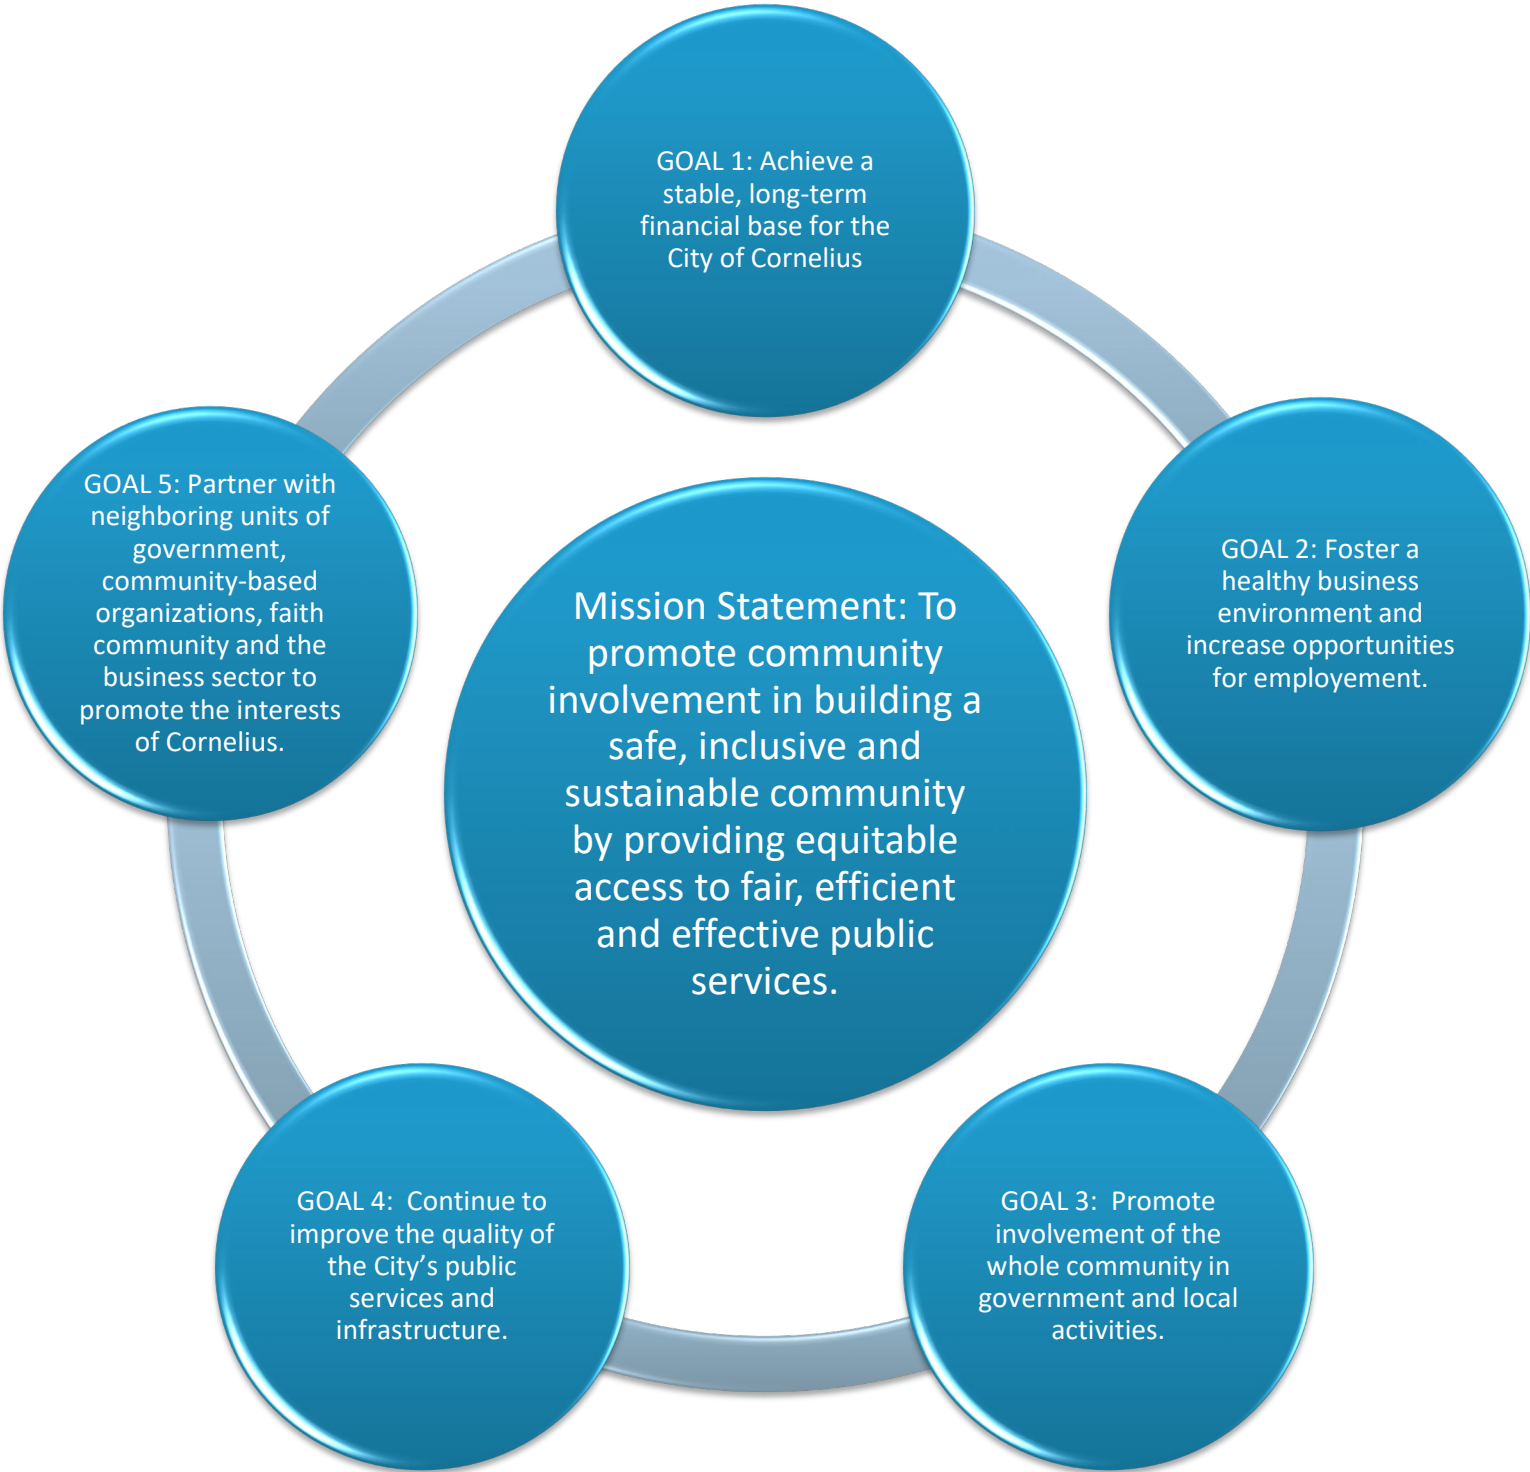 GOAL 1: Achieve a
stable, long-term
financial base for the
City of Cornelius
GOAL 2: Foster a
healthy business
environment and
increase opportunities
for employement.
GOAL 3:  Promote
involvement of the
whole community in
government and local
activities.
GOAL 4:  Continue to
improve the quality of
the City’s public
services and
infrastructure.
GOAL 5: Partner with
neighboring units of
government,
community-based
organizations, faith
community and the
business sector to
promote the interests
of Cornelius.
Mission Statement: To
promote community
involvement in building a
safe, inclusive and
sustainable community
by providing equitable
access to fair, efficient
and effective public
services.